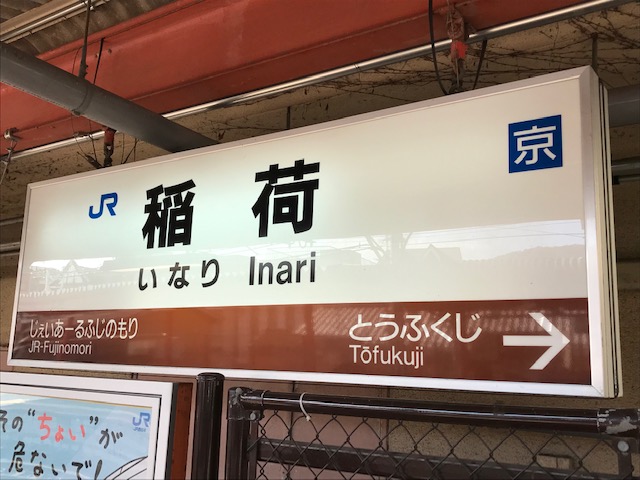 JR 稲荷 京
いなり Inari
じぇいあーるふじのもり
JR-Fujinomori
とうふくじ
Tōfukuji
その"ちょい"が
危ないで!
JR